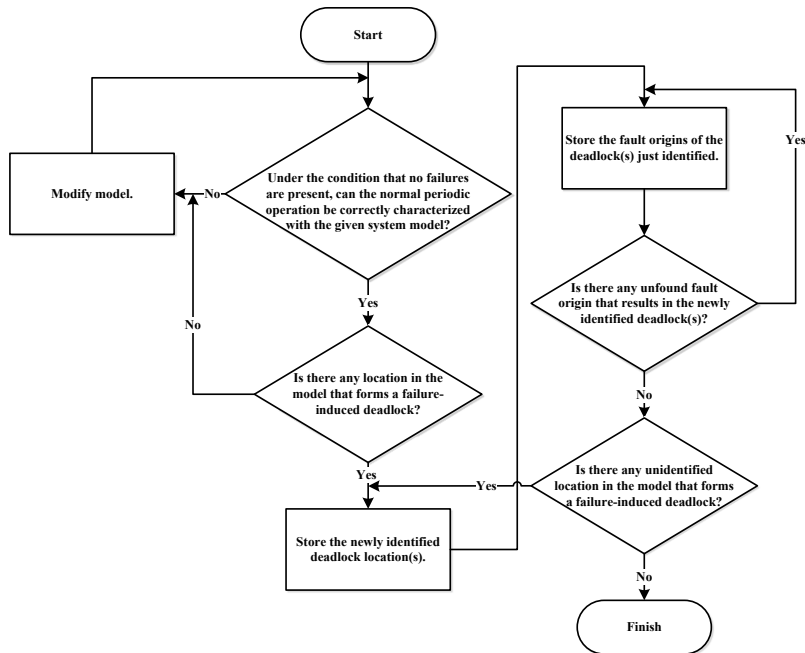 Start
Modify model.
No
Under the condition that no failures
are present, can the normal periodic
operation be correctly characterized
with the given system model?
Yes
No
Is there any location in the
model that forms a failure-
induced deadlock?
Yes
Store the newly identified
deadlock location(s).
Store the fault origins of the
deadlock(s) just identified.
Yes
Is there any unfound fault
origin that results in the newly
identified deadlock(s)?
No
Is there any unidentified
location in the model that forms
a failure-induced deadlock?
Yes
No
Finish